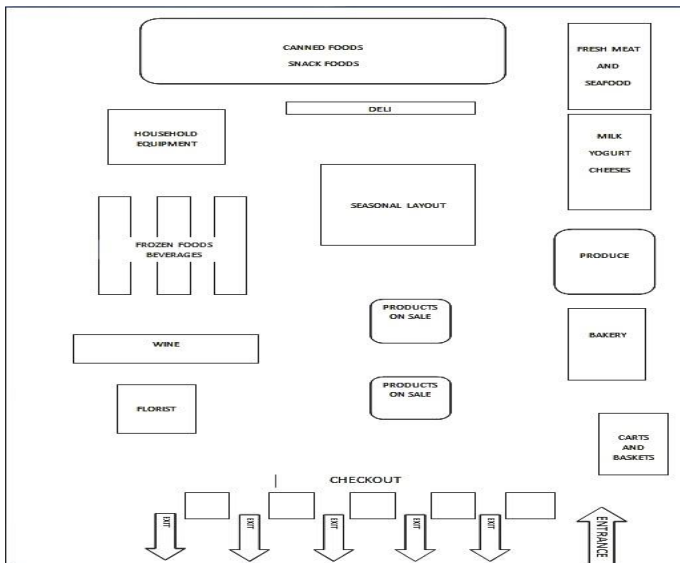 CANNED FOODS
SNACK FOODS
FRESH MEAT
AND
SEAFOOD
DELI
HOUSEHOLD
EQUIPMENT
MILK
YOGURT
CHEESES
SEASONAL LAYOUT
FROZEN FOODS
BEVERAGES
PRODUCE
PRODUCTS
ON SALE
WINE
BAKERY
PRODUCTS
ON SALE
FLORIST
CARTS
AND
BASKETS
CHECKOUT
EXIT
EXIT
EXIT
EXIT
EXIT
ENTRANCE